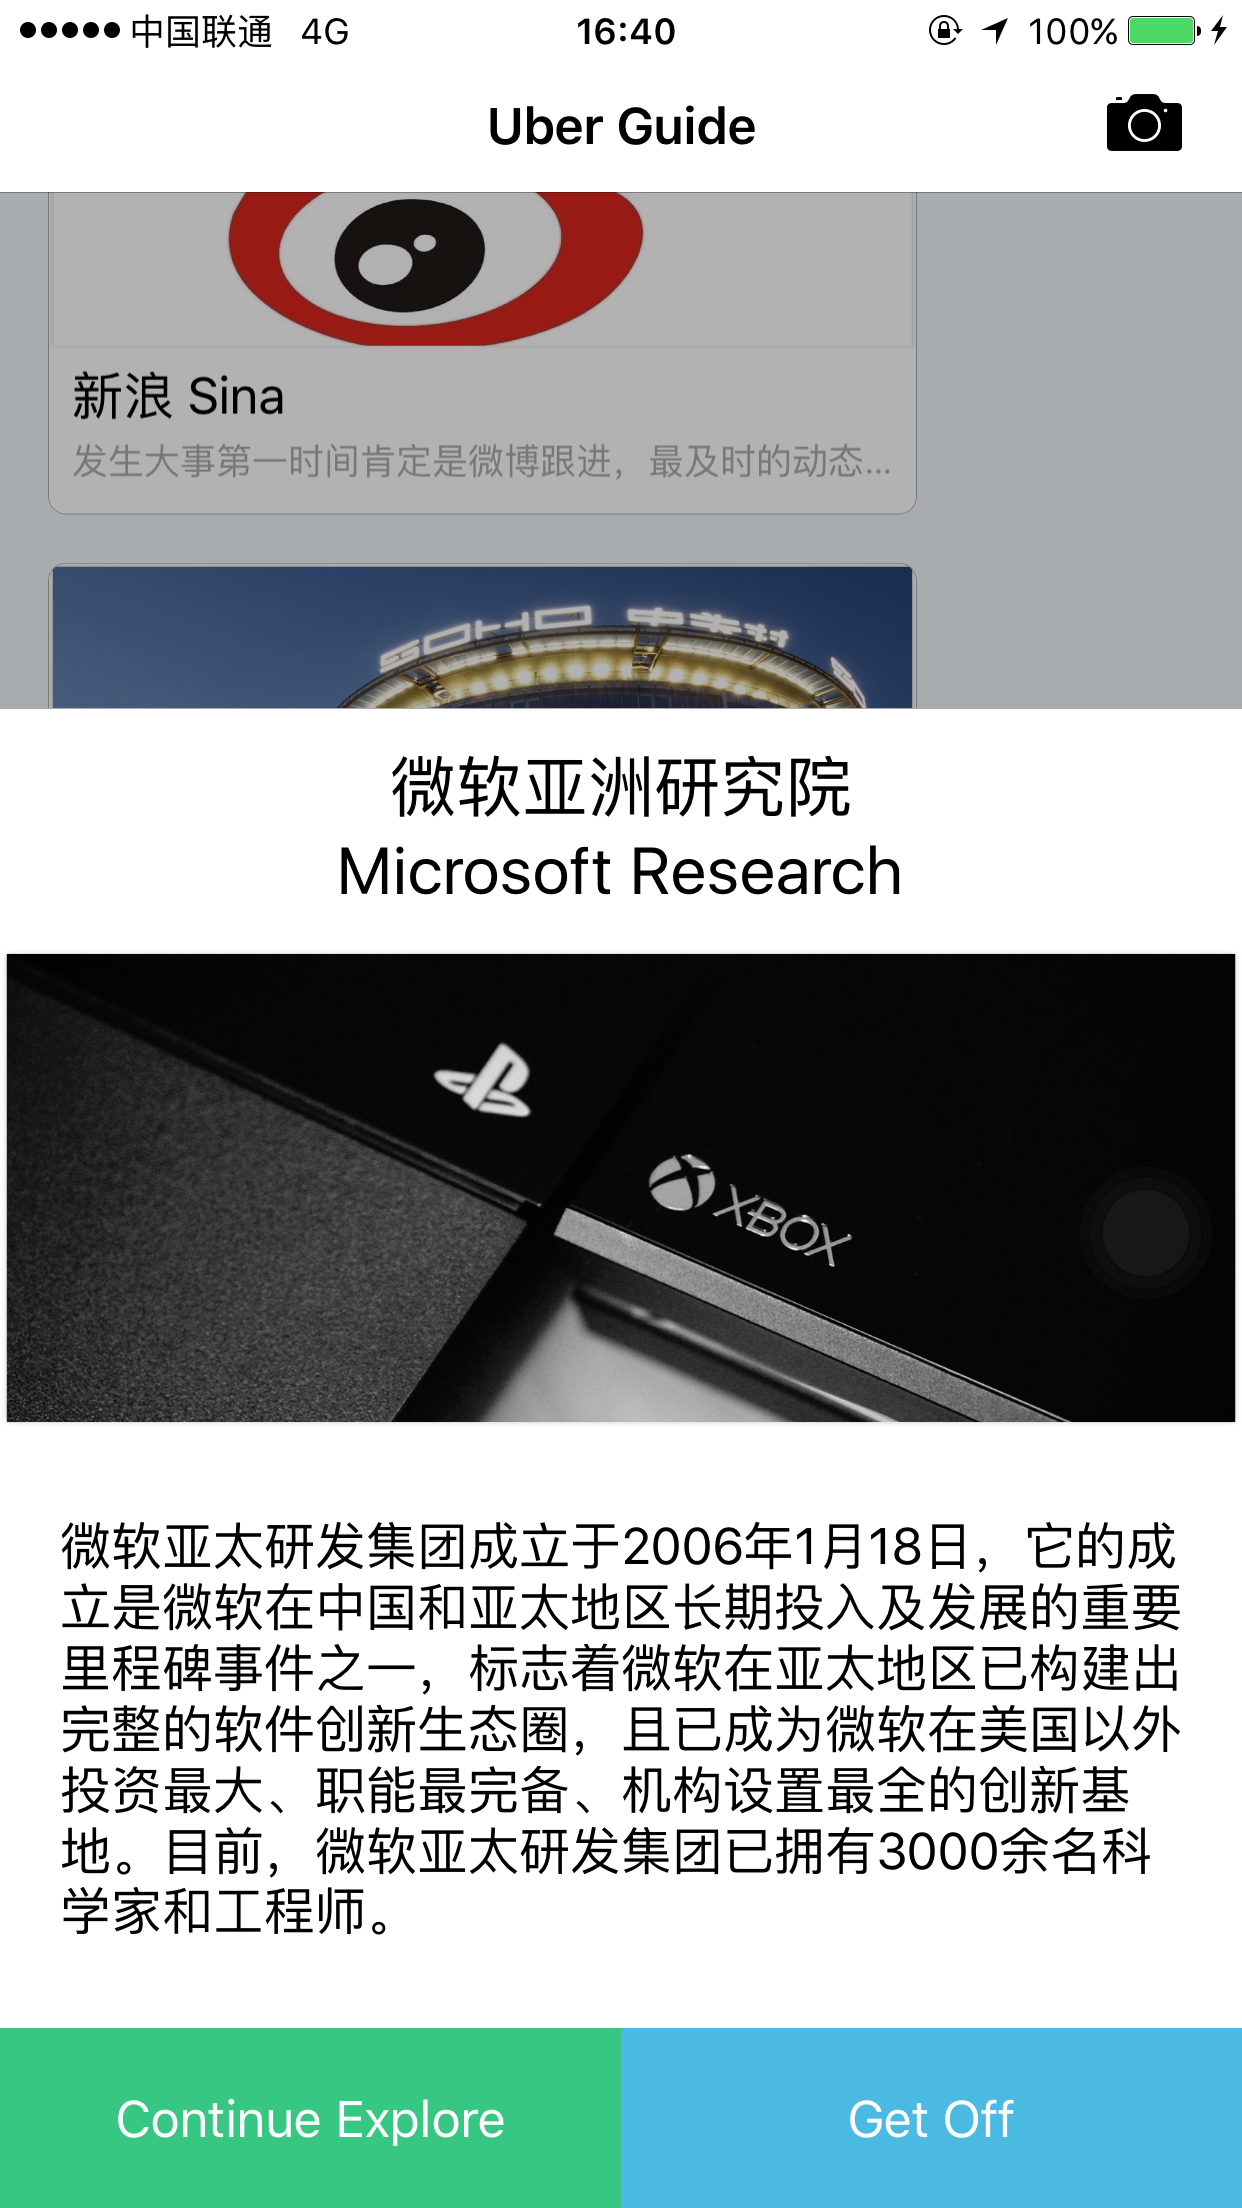 中国联通 4G 16:40 100%
Uber Guide
新浪 Sina
发生大事第一时间肯定是微博跟进，最及时的动态...
SOHO 中关村
微软亚洲研究院
Microsoft Research
XBOX
微软亚太研发集团成立于2006年1月18日，它的成
立是微软在中国和亚太地区长期投入及发展的重要
里程碑事件之一，标志着微软在亚太地区已构建出
完整的软件创新生态圈，且已成为微软在美国以外
投资最大、职能最完备、机构设置最全的创新基
地。目前，微软亚太研发集团已拥有3000余名科
学家和工程师。
Continue Explore
Get Off